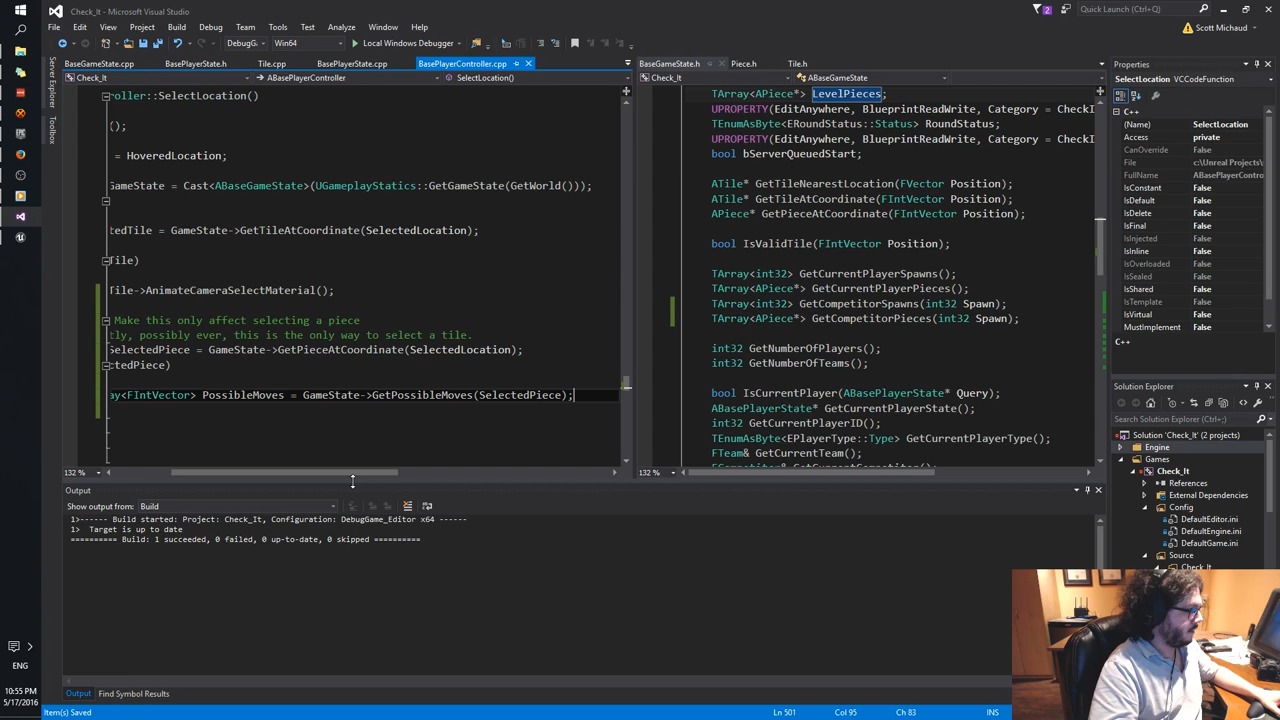 Check_It
2
Quick Launch (Ctrl+Q)
File Edit View Project Build Debug Team Tools Test Analyze Window Help
Scott Michaud
DebugG Win64 Local Windows Debugger
BaseGameState.cpp BasePlayerState.h Tile.cpp BasePlayerState.cpp BasePlayerController.cpp
BaseGameState.h Piece.h Tile.h
Properties
Check_It ABasePlayerController SelectLocation()
Check_It ABaseGameState
SelectLocation VCCodeFunction
Server Explorer
Toolbox
roller::SelectLocation()
();
= HoveredLocation;
GameState = Cast<ABaseGameState>(UGameplayStatics::GetGameState(GetWorld()));
tedTile = GameState->GetTileAtCoordinate(SelectedLocation);
Tile)
Tile->AnimateCameraSelectMaterial();
Make this only affect selecting a piece
tly, possibly ever, this is the only way to select a tile.
SelectedPiece = GameState->GetPieceAtCoordinate(SelectedLocation);
ctedPiece)
ay<FIntVector> PossibleMoves = GameState->GetPossibleMoves(SelectedPiece);
132 %
TArray<APiece*> LevelPieces;
UPROPERTY(EditAnywhere, BlueprintReadWrite, Category = CheckI
TEnumAsByte<ERoundStatus::Status> RoundStatus;
UPROPERTY(EditAnywhere, BlueprintReadWrite, Category = CheckI
bool bServerQueuedStart;
ATile* GetTileNearestLocation(FVector Position);
ATile* GetTileAtCoordinate(FIntVector Position);
APiece* GetPieceAtCoordinate(FIntVector Position);
bool IsValidTile(FIntVector Position);
TArray<int32> GetCurrentPlayerSpawns();
TArray<APiece*> GetCurrentPlayerPieces();
TArray<int32> GetCompetitorSpawns(int32 Spawn);
TArray<APiece*> GetCompetitorPieces(int32 Spawn);
int32 GetNumberOfPlayers();
int32 GetNumberOfTeams();
bool IsCurrentPlayer(ABasePlayerState* Query);
ABasePlayerState* GetCurrentPlayerState();
int32 GetCurrentPlayerID();
TEnumAsByte<EPlayerType::Type> GetCurrentPlayerType();
FTeam& GetCurrentTeam();
132 %
C++
(Name) SelectLocation
Access private
CanOverride False
File c:\Unreal Projects\
FullName ABasePlayerContro
IsConstant False
IsDefault False
IsDelete False
IsFinal False
IsInjected False
IsInline False
IsOverloaded False
IsSealed False
IsShared False
IsTemplate False
IsVirtual False
MustImplement False
C++
Solution Explorer
Search Solution Explorer (Ctrl+;)
Solution 'Check_It' (2 projects)
Engine
Games
Check_It
References
External Dependencies
Config
DefaultEditor.ini
DefaultEngine.ini
DefaultGame.ini
Source
Check_It
Output
Show output from: Build
1>------ Build started: Project: Check_It, Configuration: DebugGame_Editor x64 ------
1> Target is up to date
========== Build: 1 succeeded, 0 failed, 0 up-to-date, 0 skipped ==========
Output Find Symbol Results
Item(s) Saved Ln 501 Col 95 Ch 83 INS
ENG
10:55 PM
5/17/2016